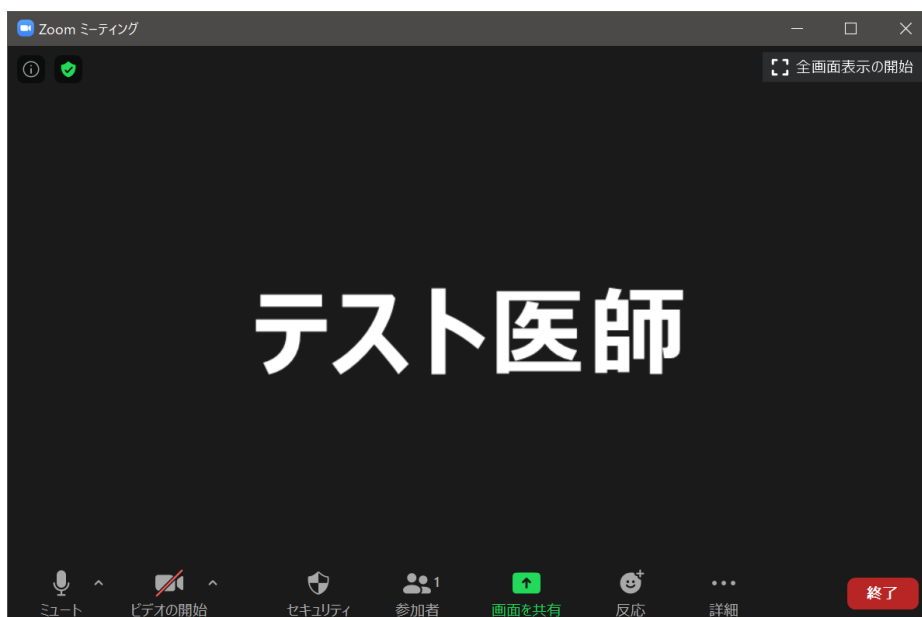 Zoom ミーティング
全画面表示の開始
テスト医師
1
ミュート ビデオの開始 セキュリティ 参加者 画面を共有 反応 詳細 終了